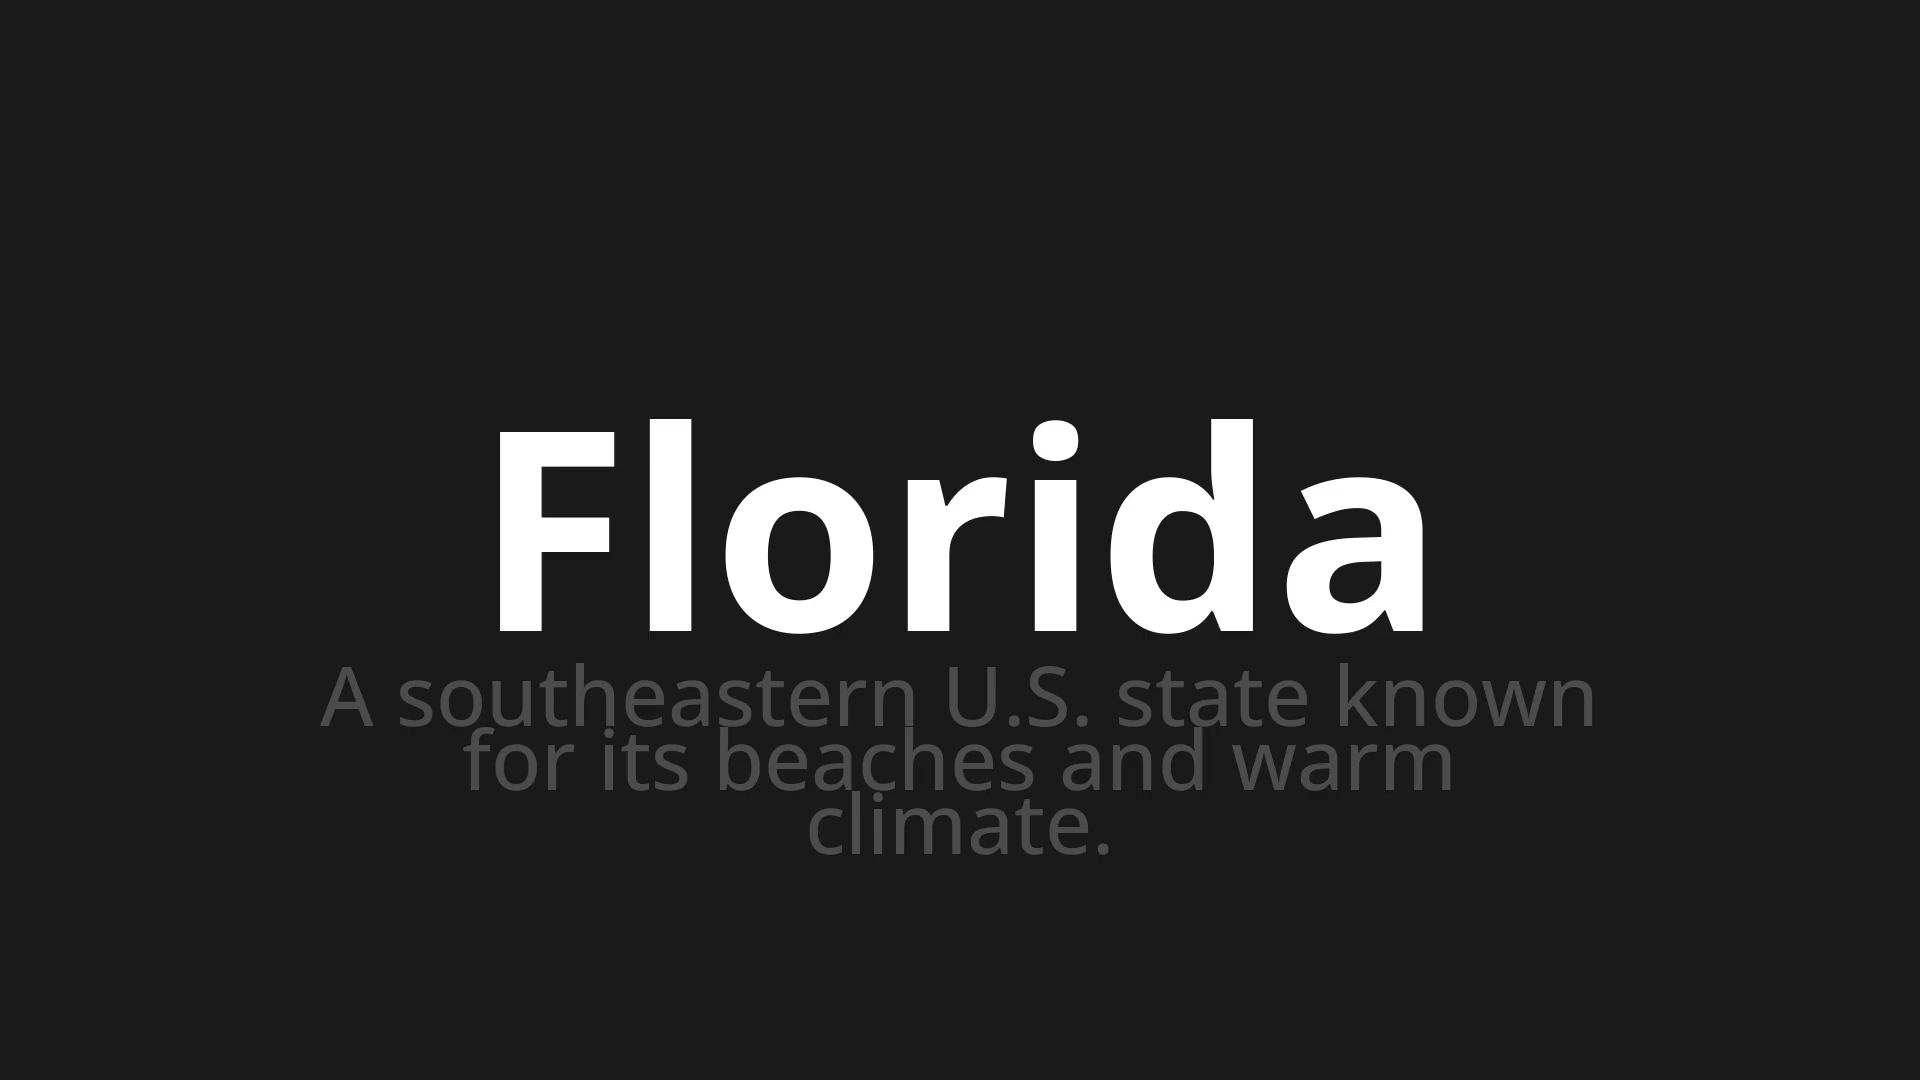 Florida
A southeastern U.S. state known
for its beaches and warm
climate.